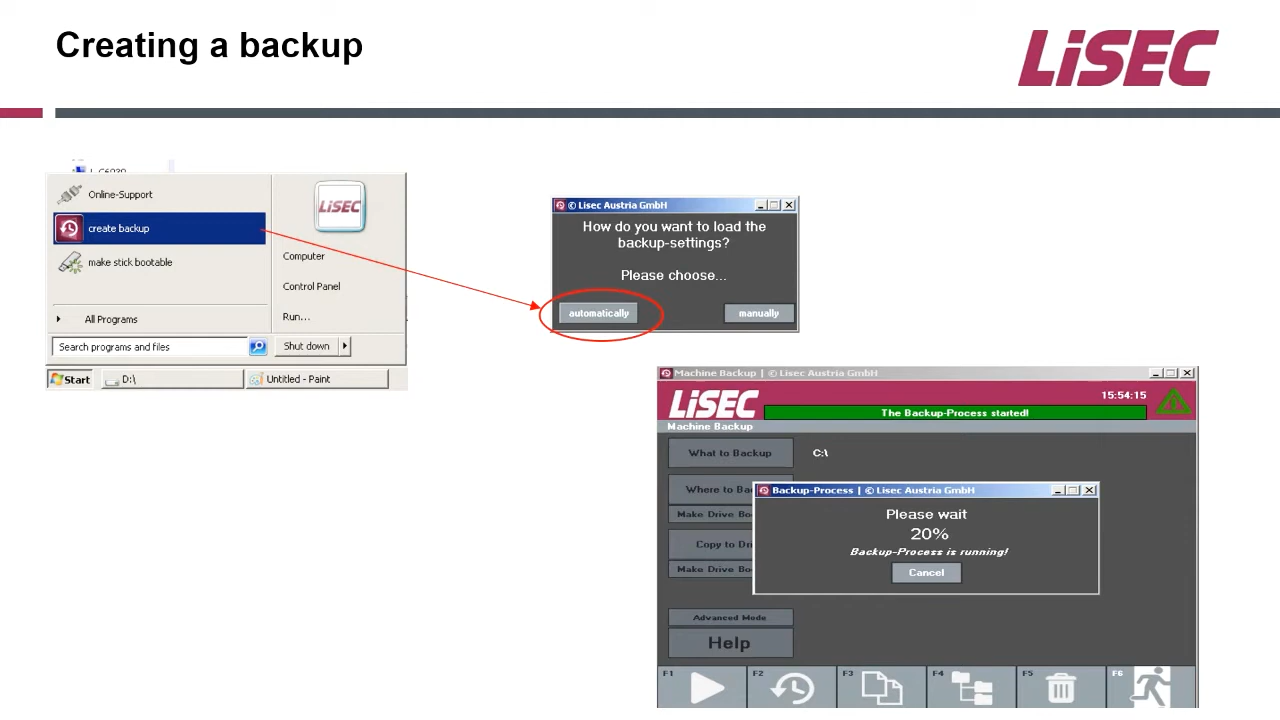 Creating a backup
LiSEC
Online-Support
create backup
make stick bootable
All Programs
Search programs and files
LiSEC
Computer
Control Panel
Run...
Shut down
Start
D:\
Untitled - Paint
© Lisec Austria GmbH
How do you want to load the
backup-settings?
Please choose...
automatically
manually
Machine Backup | © Lisec Austria GmbH
LiSEC
15:54:15
The Backup-Process started!
Machine Backup
What to Backup
C:\
Where to Ba
Make Drive Bo
Copy to Dri
Make Drive Bo
Backup-Process | © Lisec Austria GmbH
Please wait
20%
Backup-Process is running!
Cancel
Advanced Mode
Help
F1 F2 F3 F4 F5 F6